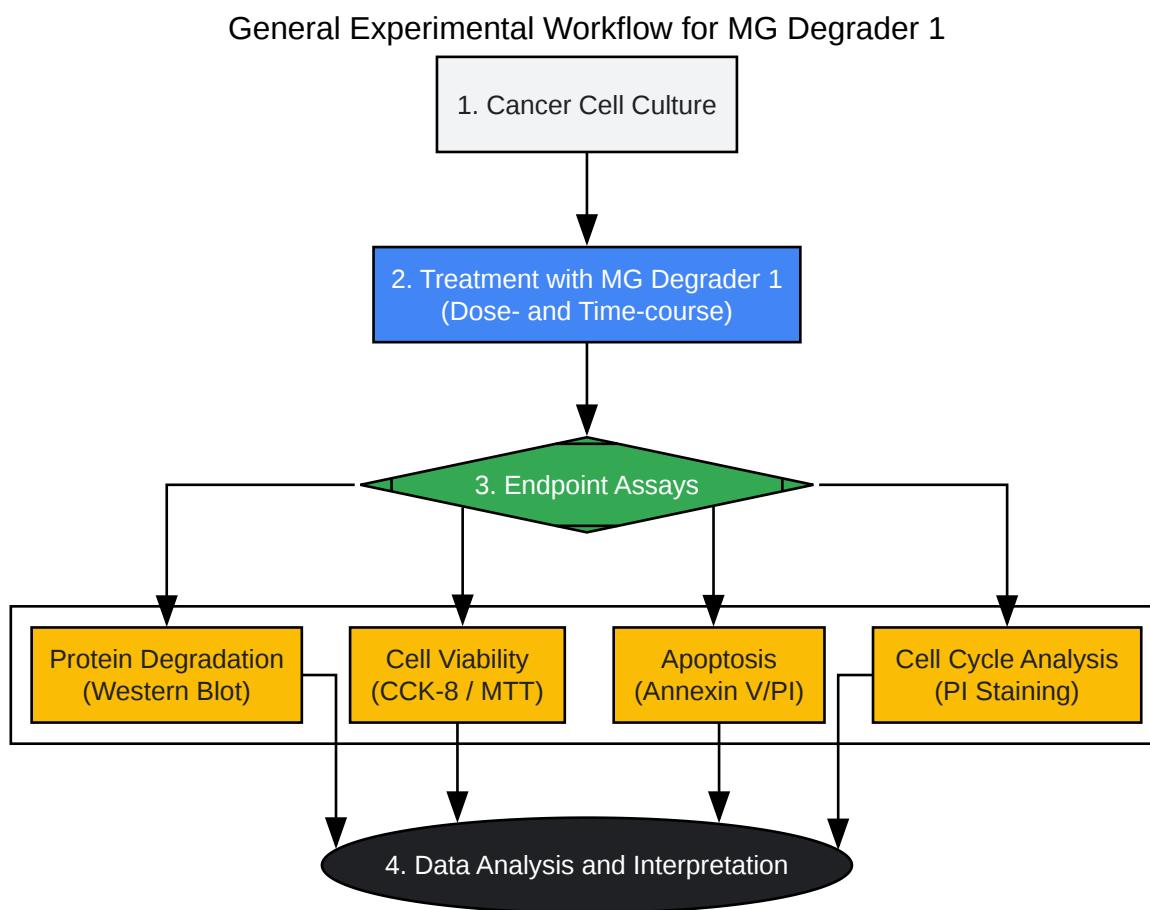 General Experimental Workflow for MG Degrader 1
1. Cancer Cell Culture
2. Treatment with MG Degrader 1
(Dose- and Time-course)
3. Endpoint Assays
Protein Degradation
(Western Blot)
Cell Viability
(CCK-8 / MTT)
Apoptosis
(Annexin V/PI)
Cell Cycle Analysis
(PI Staining)
4. Data Analysis and Interpretation